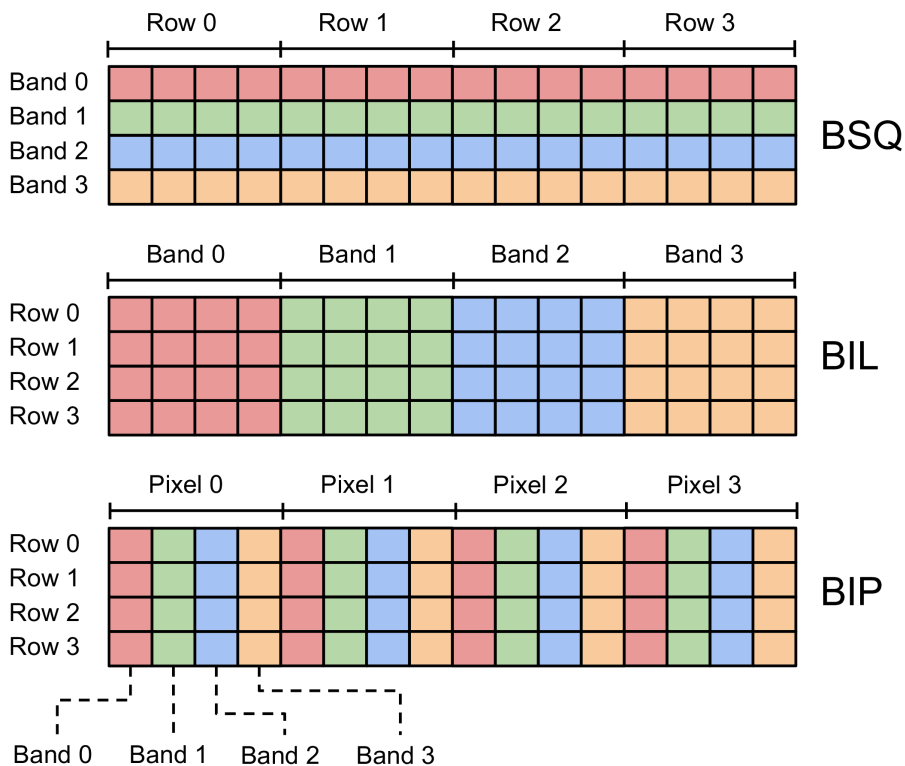 Row 0 Row 1 Row 2 Row 3
Band 0
Band 1
Band 2
Band 3
BSQ
Band 0 Band 1 Band 2 Band 3
Row 0
Row 1
Row 2
Row 3
BIL
Pixel 0 Pixel 1 Pixel 2 Pixel 3
Row 0
Row 1
Row 2
Row 3
BIP
Band 0 Band 1 Band 2 Band 3